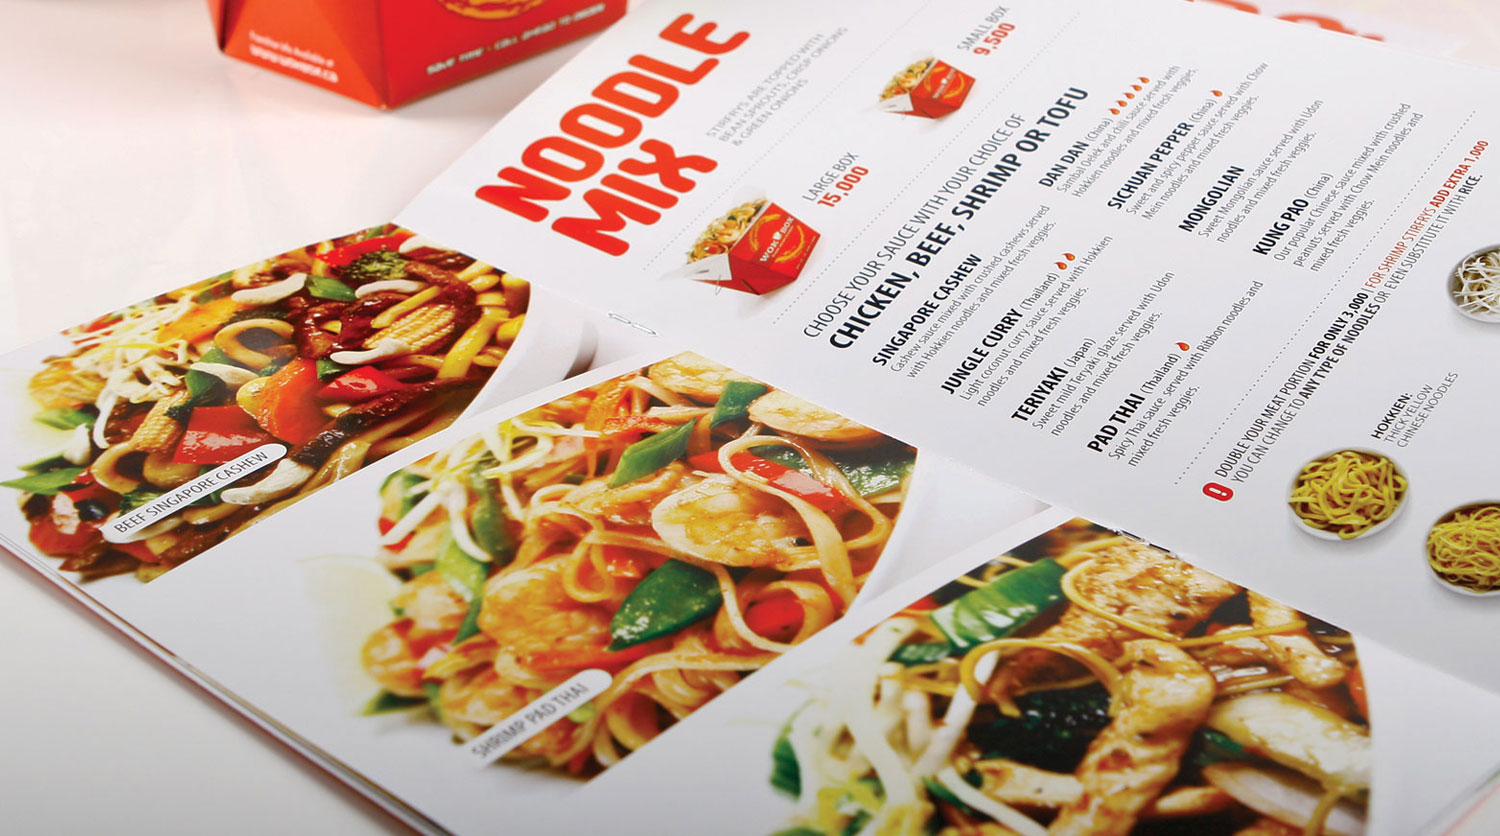 NOODLE
MIX
STIRFRYS ARE TOPPED WITH
BEAN SPROUTS, CRISP ONIONS
& GREEN ONIONS
SMALL BOX
9,500
LARGE BOX
15,000
WOK BOX
CHOOSE YOUR SAUCE WITH YOUR CHOICE OF
CHICKEN, BEEF, SHRIMP OR TOFU
SINGAPORE CASHEW
Cashew sauce mixed with crushed cashews served
with Hokkien noodles and mixed fresh veggies.
JUNGLE CURRY (Thailand)
Light coconut curry sauce served with Hokkien
noodles and mixed fresh veggies.
TERIYAKI (Japan)
Sweet mild Teryaki glaze served with Udon
noodles and mixed fresh veggies.
PAD THAI (Thailand)
Spicy Thai sauce served with Ribbon noodles and
mixed fresh veggies.
DAN DAN (China)
Sambal Oelek and chili sauce served with
Hokkien noodles and mixed fresh veggies.
SICHUAN PEPPER (China)
Sweet and spicy pepper sauce served with Chow
Mein noodles and mixed fresh veggies.
MONGOLIAN
Sweet Mongolian sauce served with Udon
noodles and mixed fresh veggies.
KUNG PAO (China)
Our popular Chinese sauce mixed with crushed
peanuts served with Chow Mein noodles and
mixed fresh veggies.
DOUBLE YOUR MEAT PORTION FOR ONLY 3,000 | FOR SHRIMP STIRFRYS ADD EXTRA 1,000
YOU CAN CHANGE TO ANY TYPE OF NOODLES OR EVEN SUBSTITUTE IT WITH RICE.
HOKKIEN:
THICK YELLOW
CHINESE NOODLES
BEEF SINGAPORE CASHEW
SHRIMP PAD THAI